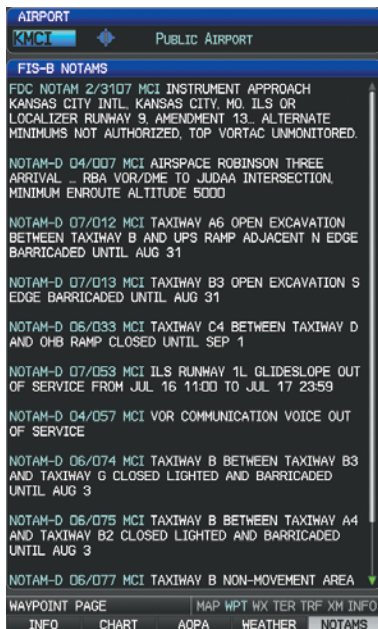 AIRPORT
KMCI PUBLIC AIRPORT
FIS-B NOTAMS
FDC NOTAM 2/3107 MCI INSTRUMENT APPROACH
KANSAS CITY INTL, KANSAS CITY, MO. ILS OR
LOCALIZER RUNWAY 9, AMENDMENT 13... ALTERNATE
MINIMUMS NOT AUTHORIZED, TOP VORTAC UNMONITORED.
NOTAM-D 04/007 MCI AIRSPACE ROBINSON THREE
ARRIVAL ... RBA VOR/DME TO JUDAA INTERSECTION,
MINIMUM ENROUTE ALTITUDE 5000
NOTAM-D 07/012 MCI TAXIWAY A6 OPEN EXCAVATION
BETWEEN TAXIWAY B AND UPS RAMP ADJACENT N EDGE
BARRICADED UNTIL AUG 31
NOTAM-D 07/013 MCI TAXIWAY B3 OPEN EXCAVATION S
EDGE BARRICADED UNTIL AUG 31
NOTAM-D 06/033 MCI TAXIWAY C4 BETWEEN TAXIWAY D
AND OHB RAMP CLOSED UNTIL SEP 1
NOTAM-D 07/053 MCI ILS RUNWAY 1L GLIDESLOPE OUT
OF SERVICE FROM JUL 16 11:00 TO JUL 17 23:59
NOTAM-D 04/057 MCI VOR COMMUNICATION VOICE OUT
OF SERVICE
NOTAM-D 06/074 MCI TAXIWAY B BETWEEN TAXIWAY B3
AND TAXIWAY G CLOSED LIGHTED AND BARRICADED
UNTIL AUG 3
NOTAM-D 06/075 MCI TAXIWAY B BETWEEN TAXIWAY A4
AND TAXIWAY B2 CLOSED LIGHTED AND BARRICADED
UNTIL AUG 3
NOTAM-D 06/077 MCI TAXIWAY B NON-MOVEMENT AREA
WAYPOINT PAGE MAP WPT WX TER TRF XM INFO
INFO CHART AOPA WEATHER NOTAMS